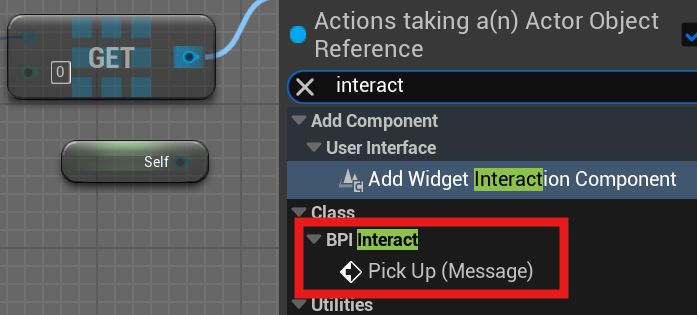 GET
0
Self
Actions taking a(n) Actor Object
Reference
interact
Add Component
User Interface
Add Widget Interaction Component
Class
BPI Interact
Pick Up (Message)
Utilities